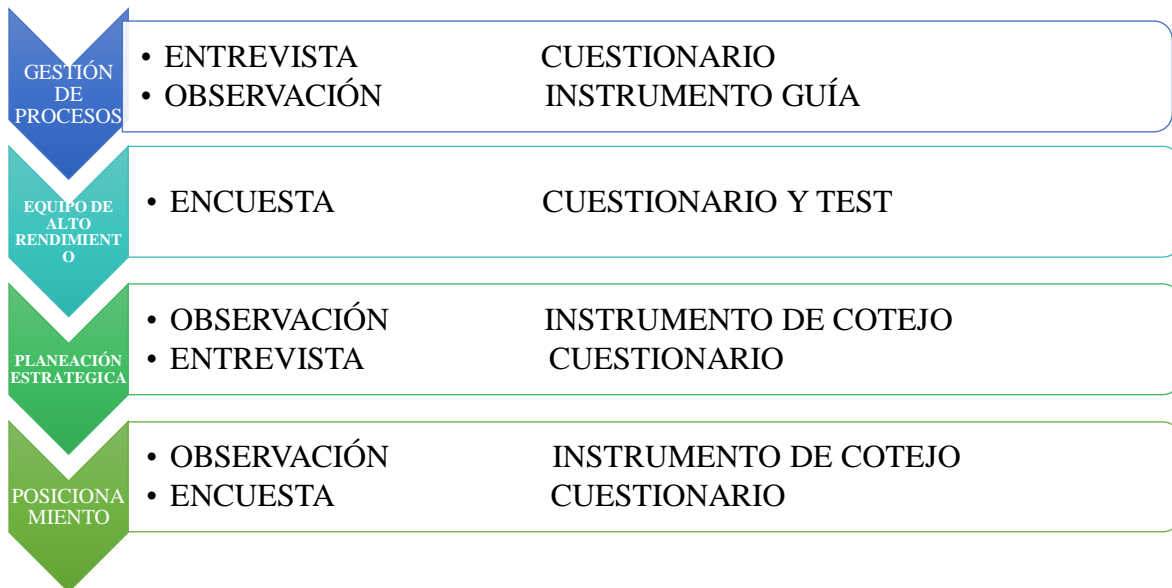 GESTIÓN
DE
PROCESOS
• ENTREVISTA CUESTIONARIO
• OBSERVACIÓN INSTRUMENTO GUÍA
EQUIPO DE
ALTO
RENDIMIENT
O
• ENCUESTA CUESTIONARIO Y TEST
PLANEACIÓN
ESTRATEGICA
• OBSERVACIÓN INSTRUMENTO DE COTEJO
• ENTREVISTA CUESTIONARIO
POSICIONA
MIENTO
• OBSERVACIÓN INSTRUMENTO DE COTEJO
• ENCUESTA CUESTIONARIO